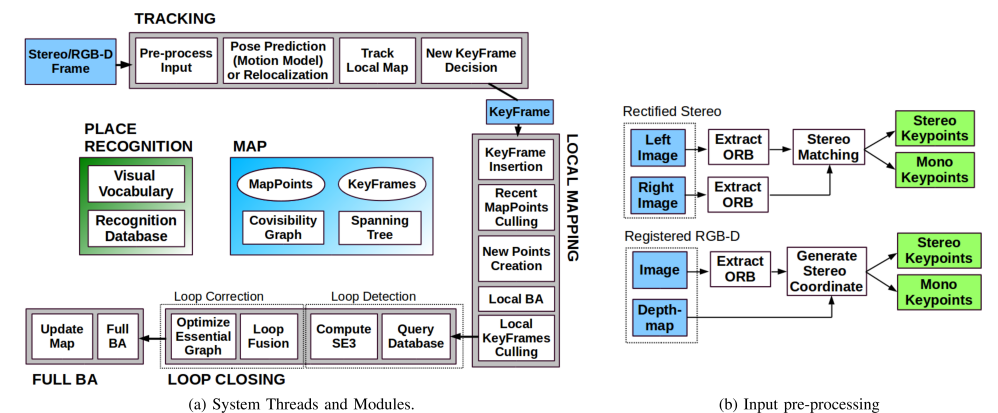 TRACKING
Stereo/RGB-D
Frame
Pre-process
Input
Pose Prediction
(Motion Model)
or Relocalization
Track
Local Map
New KeyFrame
Decision
KeyFrame
LOCAL MAPPING
KeyFrame
Insertion
Recent
MapPoints
Culling
New Points
Creation
Local BA
Local
KeyFrames
Culling
PLACE
RECOGNITION
Visual
Vocabulary
Recognition
Database
MAP
MapPoints
KeyFrames
Covisibility
Graph
Spanning
Tree
Loop Correction
Loop Detection
Update
Map
Full
BA
Optimize
Essential
Graph
Loop
Fusion
Compute
SE3
Query
Database
FULL BA
LOOP CLOSING
(a) System Threads and Modules.
Rectified Stereo
Left
Image
Extract
ORB
Stereo
Matching
Stereo
Keypoints
Mono
Keypoints
Right
Image
Extract
ORB
Registered RGB-D
Image
Extract
ORB
Generate
Stereo
Coordinate
Stereo
Keypoints
Mono
Keypoints
Depth-
map
(b) Input pre-processing